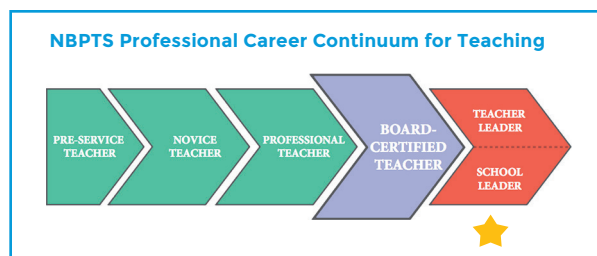 NBPTS Professional Career Continuum for Teaching
PRE-SERVICE
TEACHER
NOVICE
TEACHER
PROFESSIONAL
TEACHER
BOARD-
CERTIFIED
TEACHER
TEACHER
LEADER
SCHOOL
LEADER